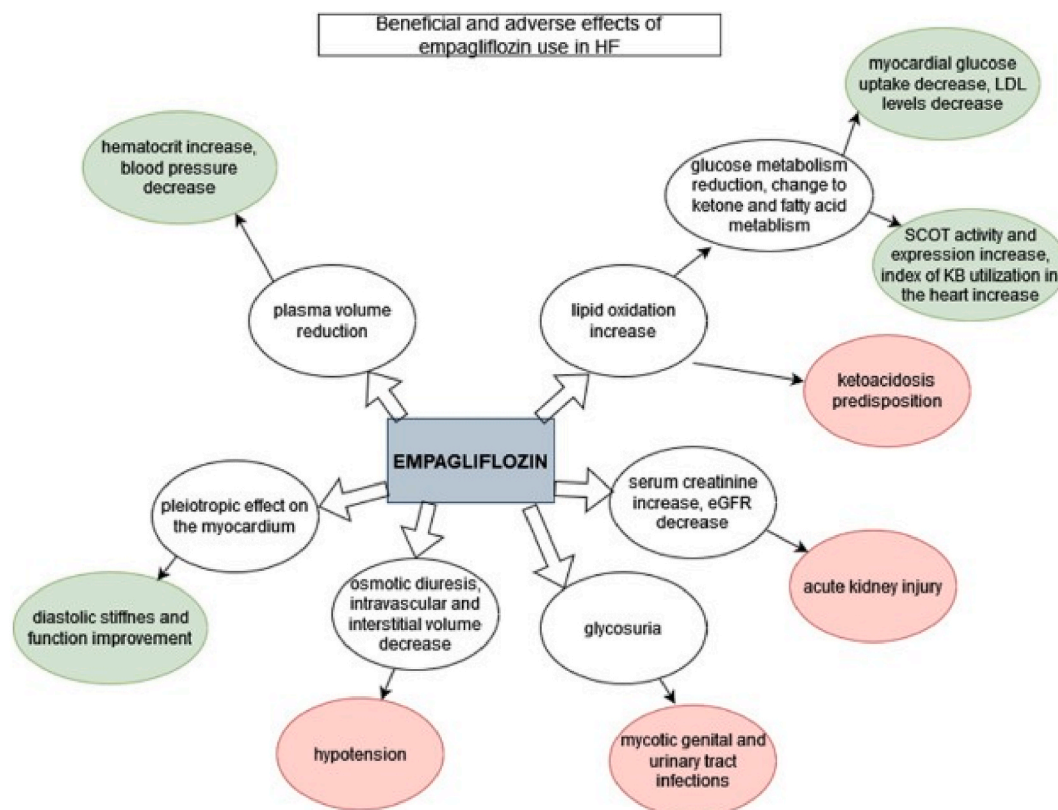 Beneficial and adverse effects of
empagliflozin use in HF
myocardial glucose
uptake decrease, LDL
levels decrease
hematocrit increase,
blood pressure
decrease
glucose metabolism
reduction, change to
ketone and fatty acid
metablism
SCOT activity and
expression increase,
index of KB utilization in
the heart increase
plasma volume
reduction
lipid oxidation
increase
ketoacidosis
predisposition
EMPAGLIFLOZIN
serum creatinine
increase, eGFR
decrease
pleiotropic effect on
the myocardium
acute kidney injury
osmotic diuresis,
intravascular and
interstitial volume
decrease
diastolic stiffnes and
function improvement
glycosuria
hypotension
mycotic genital and
urinary tract
infections